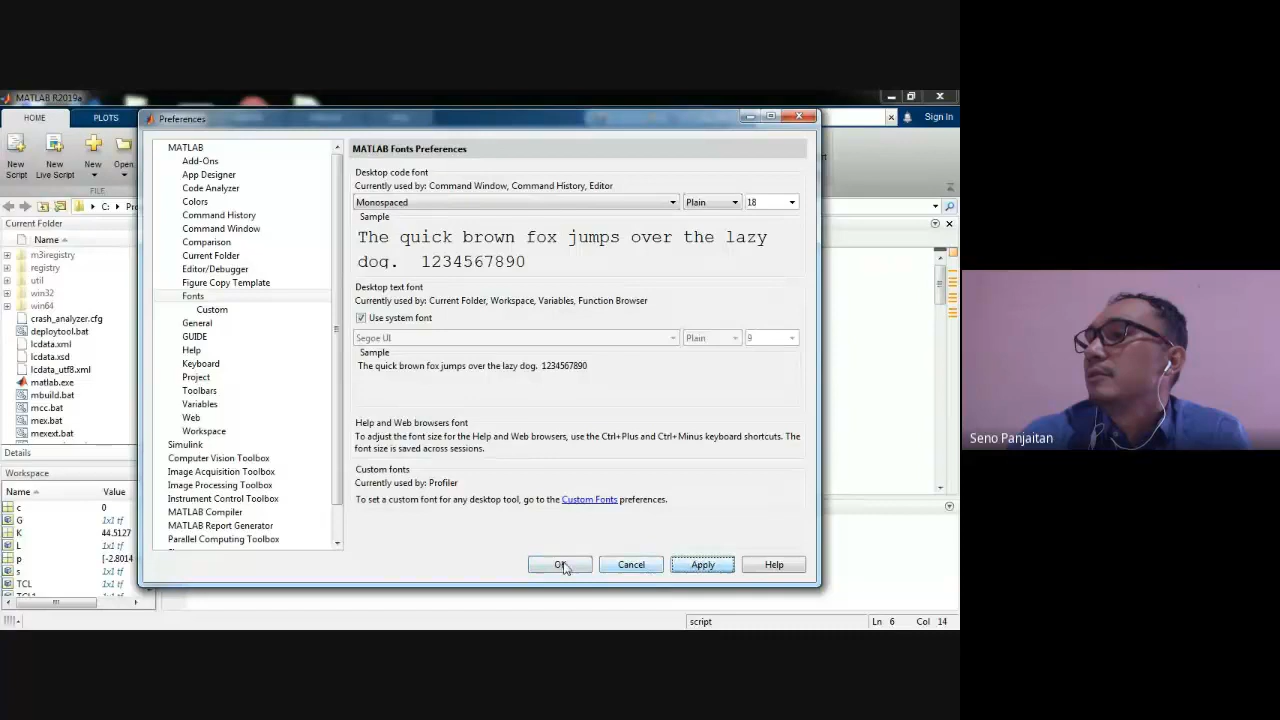 MATLAB R2019a
HOME
PLOTS
Sign In
New Script
New Live Script
New
Open
FILE
C:
Current Folder
Name
m3iregistry
registry
util
win32
win64
crash_analyzer.cfg
deploytool.bat
lcdata.xml
lcdata.xsd
lcdata_utf8.xml
matlab.exe
mbuild.bat
mcc.bat
mex.bat
mexext.bat
Details
Workspace
Name Value
c 0
G 1x1 tf
K 44.5127
L 1x1 tf
p [-2.8014
s 1x1 tf
TCL 1x1 tf
TCL1 1x1 tf
Preferences
MATLAB
Add-Ons
App Designer
Code Analyzer
Colors
Command History
Command Window
Comparison
Current Folder
Editor/Debugger
Figure Copy Template
Fonts
Custom
General
GUIDE
Help
Keyboard
Project
Toolbars
Variables
Web
Workspace
Simulink
Computer Vision Toolbox
Image Acquisition Toolbox
Image Processing Toolbox
Instrument Control Toolbox
MATLAB Compiler
MATLAB Report Generator
Parallel Computing Toolbox
MATLAB Fonts Preferences
Desktop code font
Currently used by: Command Window, Command History, Editor
Monospaced Plain 18
Sample
The quick brown fox jumps over the lazy
dog. 1234567890
Desktop text font
Currently used by: Current Folder, Workspace, Variables, Function Browser
Use system font
Segoe UI Plain 9
Sample
The quick brown fox jumps over the lazy dog. 1234567890
Help and Web browsers font
To adjust the font size for the Help and Web browsers, use the Ctrl+Plus and Ctrl+Minus keyboard shortcuts. The
font size is saved across sessions.
Custom fonts
Currently used by: Profiler
To set a custom font for any desktop tool, go to the Custom Fonts preferences.
OK Cancel Apply Help
script Ln 6 Col 14
Seno Panjaitan